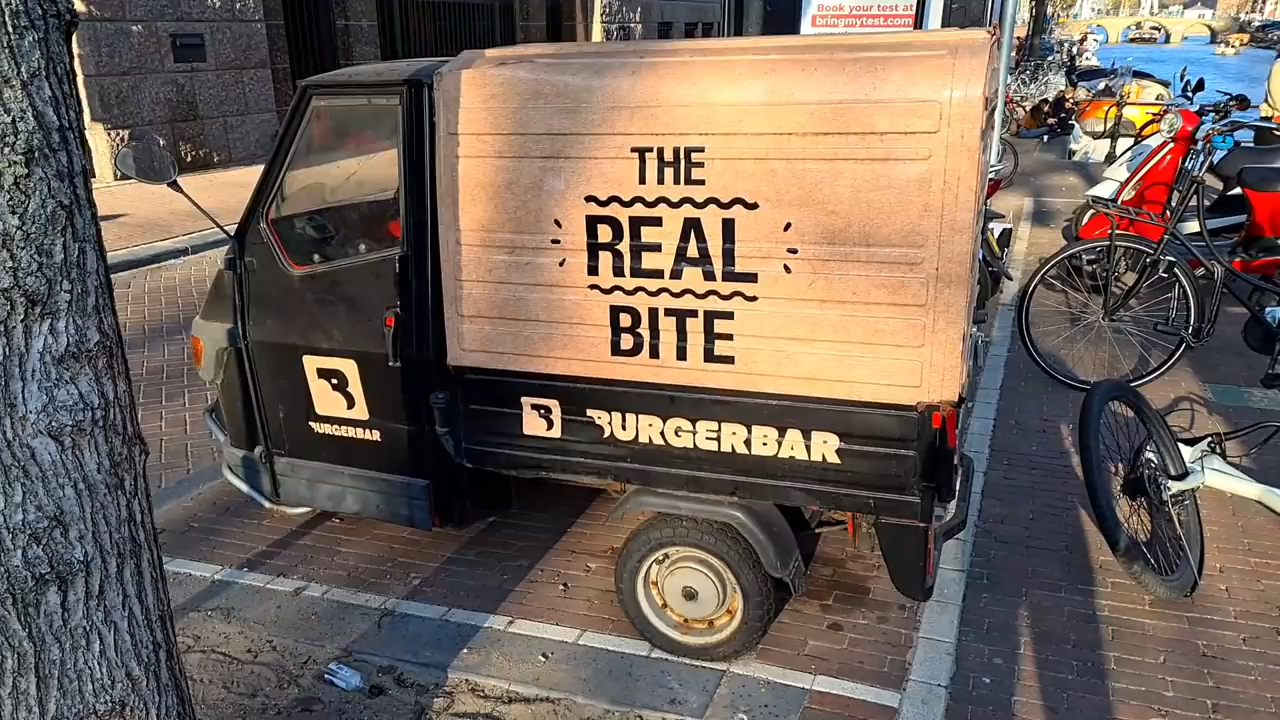 Book your test at
bringmytest.com
THE
REAL
BITE
BURGERBAR
BURGERBAR